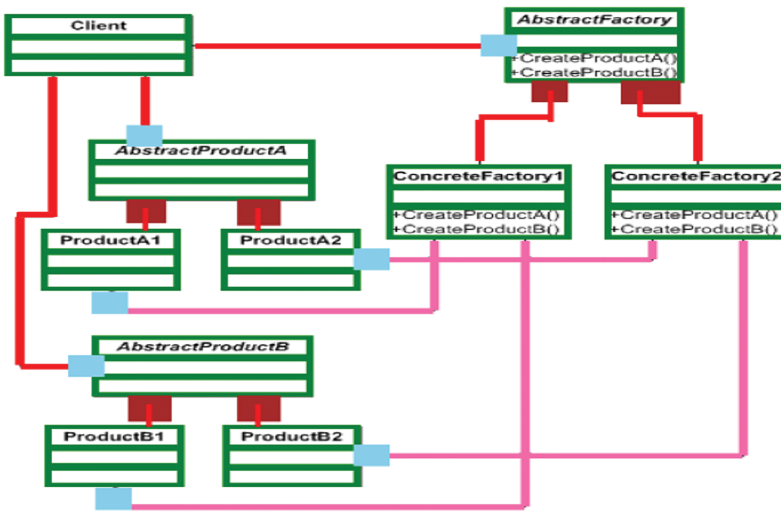 Client
AbstractFactory
+CreateProductA()
+CreateProductB()
AbstractProductA
ConcreteFactory1
+CreateProductA()
+CreateProductB()
ConcreteFactory2
+CreateProductA()
+CreateProductB()
ProductA1
ProductA2
AbstractProductB
ProductB1
ProductB2